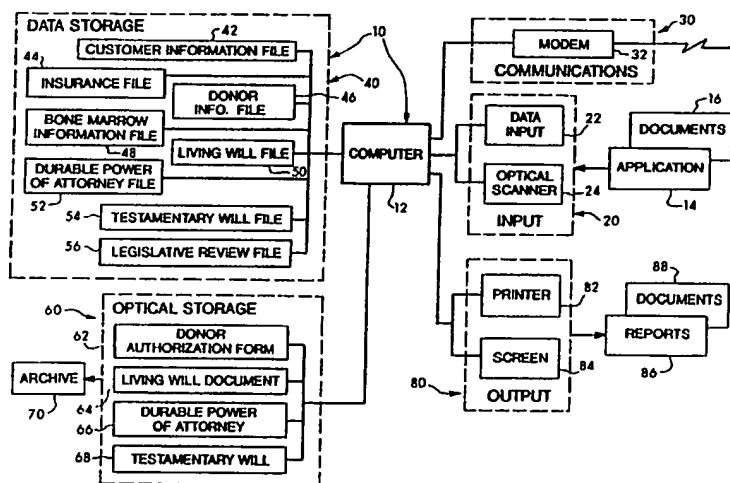 DATA STORAGE
42
CUSTOMER INFORMATION FILE
10
40
44
INSURANCE FILE
46
DONOR
INFO. FILE
BONE MARROW
INFORMATION FILE
48
LIVING WILL FILE
50
DURABLE POWER
OF ATTORNEY FILE
52
54
TESTAMENTARY WILL FILE
56
LEGISLATIVE REVIEW FILE
COMPUTER
12
MODEM
32
30
COMMUNICATIONS
DATA
INPUT
22
OPTICAL
SCANNER
24
INPUT
20
16
DOCUMENTS
APPLICATION
14
60
OPTICAL STORAGE
62
DONOR
AUTHORIZATION FORM
ARCHIVE
70
64
LIVING WILL DOCUMENT
66
DURABLE POWER
OF ATTORNEY
68
TESTAMENTARY WILL
PRINTER
82
SCREEN
84
80
OUTPUT
88
DOCUMENTS
REPORTS
86